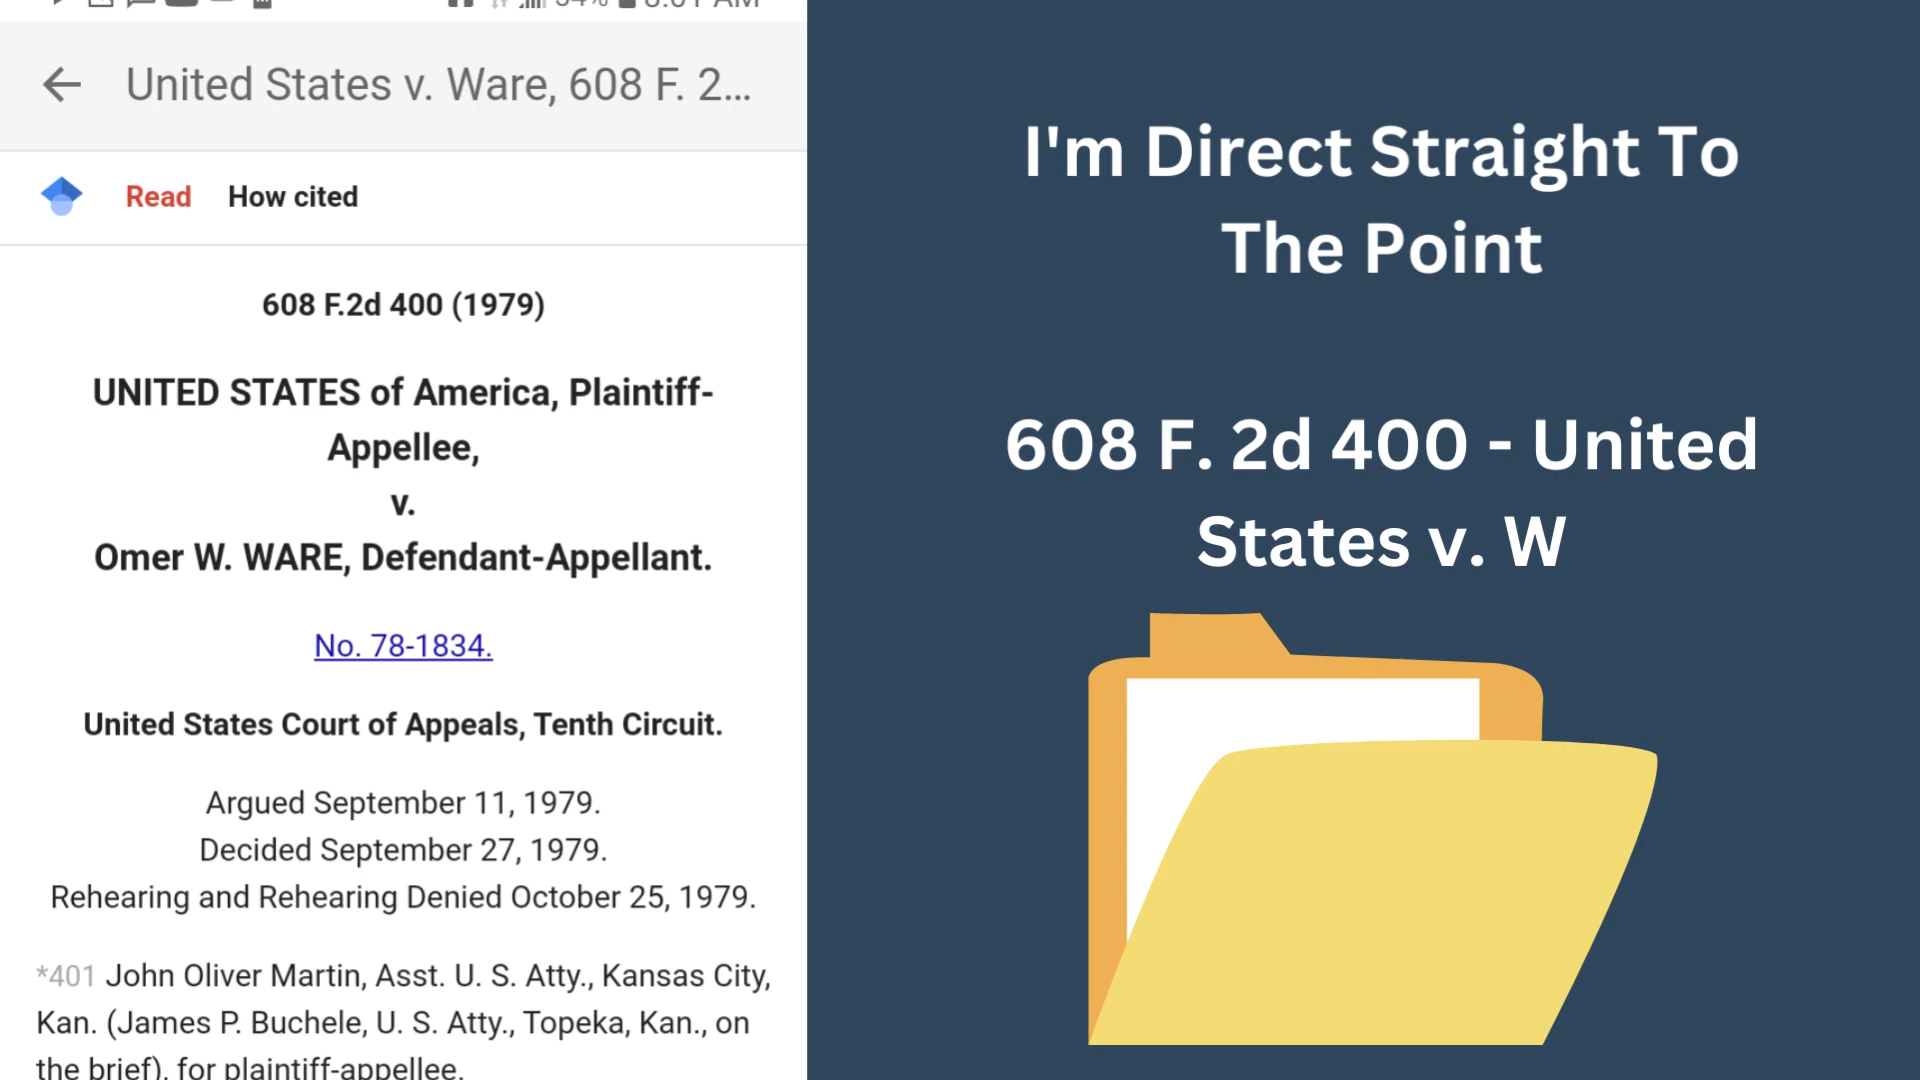 United States v. Ware, 608 F. 2...
Read How cited
608 F.2d 400 (1979)
UNITED STATES of America, Plaintiff-
Appellee,
v.
Omer W. WARE, Defendant-Appellant.
No. 78-1834.
United States Court of Appeals, Tenth Circuit.
Argued September 11, 1979.
Decided September 27, 1979.
Rehearing and Rehearing Denied October 25, 1979.
*401 John Oliver Martin, Asst. U. S. Atty., Kansas City,
Kan. (James P. Buchele, U. S. Atty., Topeka, Kan., on
the brief), for plaintiff-appellee.
I'm Direct Straight To
The Point
608 F. 2d 400 - United
States v. W